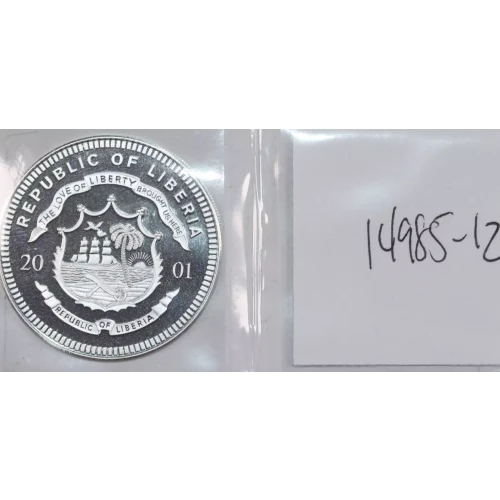 REPUBLIC OF LIBERIA
THE LOVE OF LIBERTY BROUGHT US HERE
20 01
REPUBLIC OF LIBERIA
14985-12